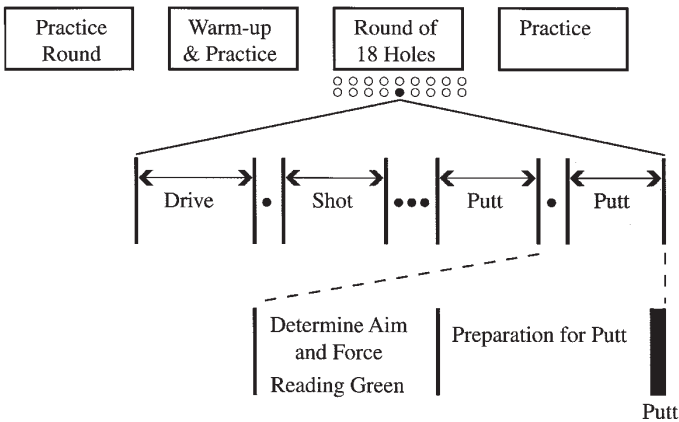 Practice
Round
Warm-up
& Practice
Round of
18 Holes
Practice
Drive
Shot
Putt
Putt
Determine Aim
and Force
Reading Green
Preparation for Putt
Putt